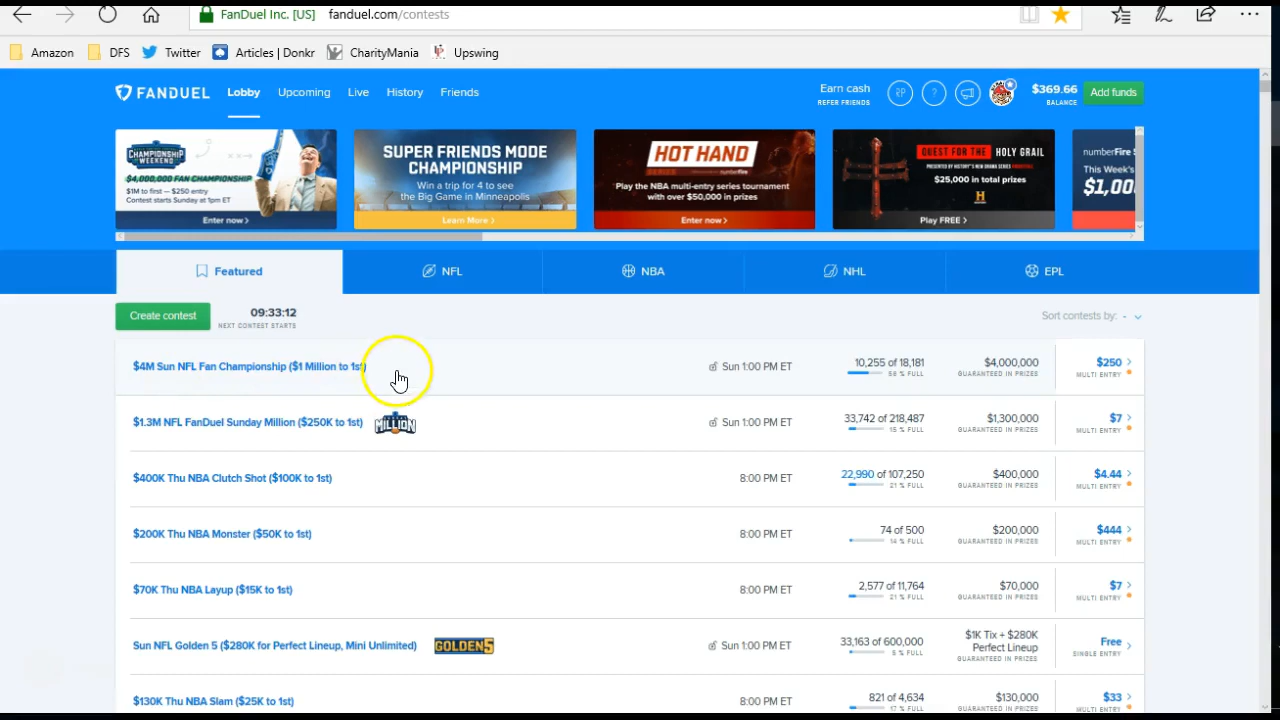 FanDuel Inc. [US] fanduel.com/contests
Amazon DFS Twitter Articles | Donkr CharityMania Upswing
FANDUEL Lobby Upcoming Live History Friends
Earn cash
REFER FRIENDS
$369.66
BALANCE
Add funds
CHAMPIONSHIP
WEEKEND
$4,000,000 FAN CHAMPIONSHIP
$1M to first — $250 entry
Contest starts Sunday at 1pm ET
Enter now >
SUPER FRIENDS MODE
CHAMPIONSHIP
Win a trip for 4 to see
the Big Game in Minneapolis
Learn More >
HOT HAND
Play the NBA multi-entry series tournament
with over $50,000 in prizes
Enter now >
QUEST FOR THE HOLY GRAIL
$25,000 in total prizes
H
Play FREE >
numberFire
This Week's
$1,00
Featured NFL NBA NHL EPL
Create contest
09:33:12
NEXT CONTEST STARTS
Sort contests by: -
$4M Sun NFL Fan Championship ($1 Million to 1st) Sun 1:00 PM ET 10,255 of 18,181 $4,000,000 $250
56 % FULL GUARANTEED IN PRIZES MULTI ENTRY
$1.3M NFL FanDuel Sunday Million ($250K to 1st) MILLION Sun 1:00 PM ET 33,742 of 218,487 $1,300,000 $7
15 % FULL GUARANTEED IN PRIZES MULTI ENTRY
$400K Thu NBA Clutch Shot ($100K to 1st) 8:00 PM ET 22,990 of 107,250 $400,000 $4.44
21 % FULL GUARANTEED IN PRIZES MULTI ENTRY
$200K Thu NBA Monster ($50K to 1st) 8:00 PM ET 74 of 500 $200,000 $444
14 % FULL GUARANTEED IN PRIZES MULTI ENTRY
$70K Thu NBA Layup ($15K to 1st) 8:00 PM ET 2,577 of 11,764 $70,000 $7
21 % FULL GUARANTEED IN PRIZES MULTI ENTRY
Sun NFL Golden 5 ($280K for Perfect Lineup, Mini Unlimited) GOLDEN5 Sun 1:00 PM ET 33,163 of 600,000 $1K Tix + $280K Free
5 % FULL Perfect Lineup SINGLE ENTRY
GUARANTEED IN PRIZES
$130K Thu NBA Slam ($25K to 1st) 8:00 PM ET 821 of 4,634 $130,000 $33
17 % FULL GUARANTEED IN PRIZES MULTI ENTRY